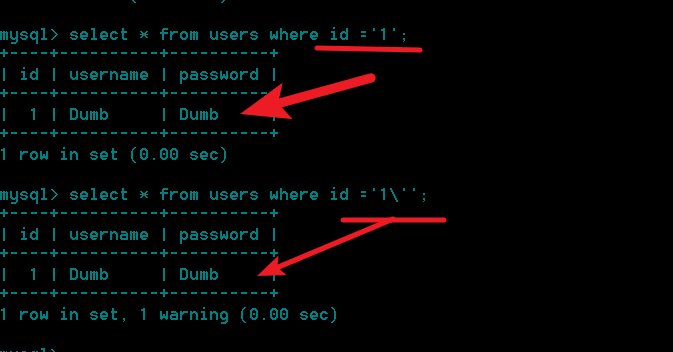 mysql> select * from users where id ='1';
+----+----------+----------+
| id | username | password |
+----+----------+----------+
|  1 | Dumb     | Dumb     |
+----+----------+----------+
1 row in set (0.00 sec)
mysql> select * from users where id ='1\'';
+----+----------+----------+
| id | username | password |
+----+----------+----------+
|  1 | Dumb     | Dumb     |
+----+----------+----------+
1 row in set, 1 warning (0.00 sec)